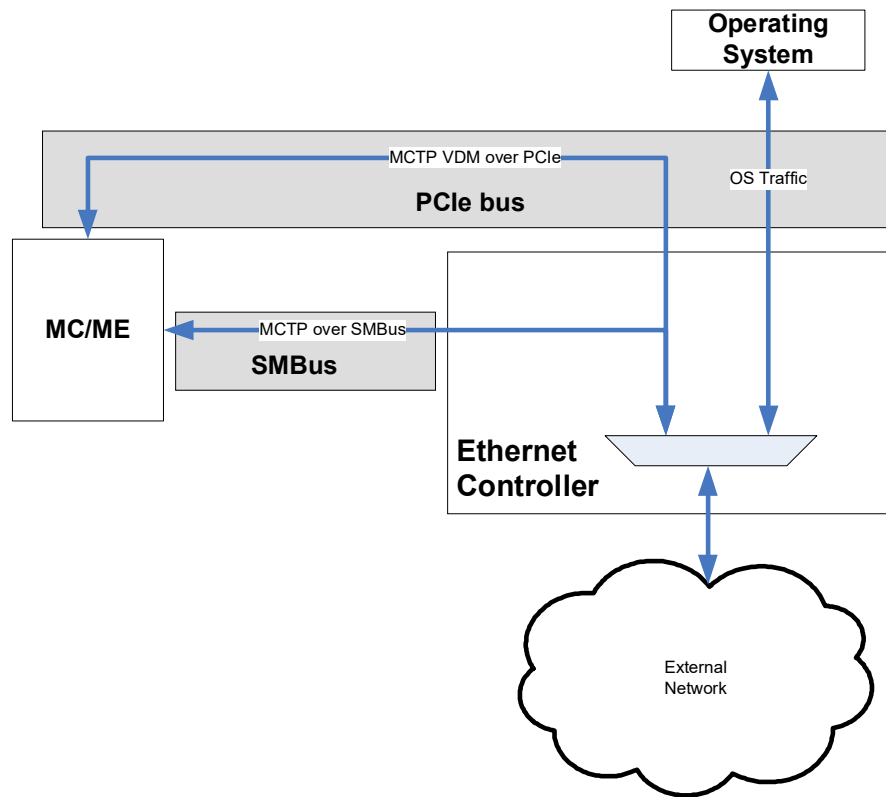 Operating
System
MCTP VDM over PCIe
OS Traffic
PCIe bus
MC/ME
MCTP over SMBus
SMBus
Ethernet
Controller
External
Network